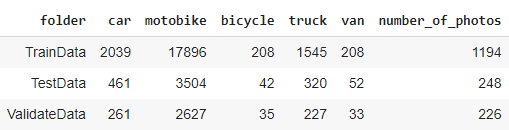 folder car motobike bicycle truck van number_of_photos
TrainData 2039 17896 208 1545 208 1194
TestData 461 3504 42 320 52 248
ValidateData 261 2627 35 227 33 226